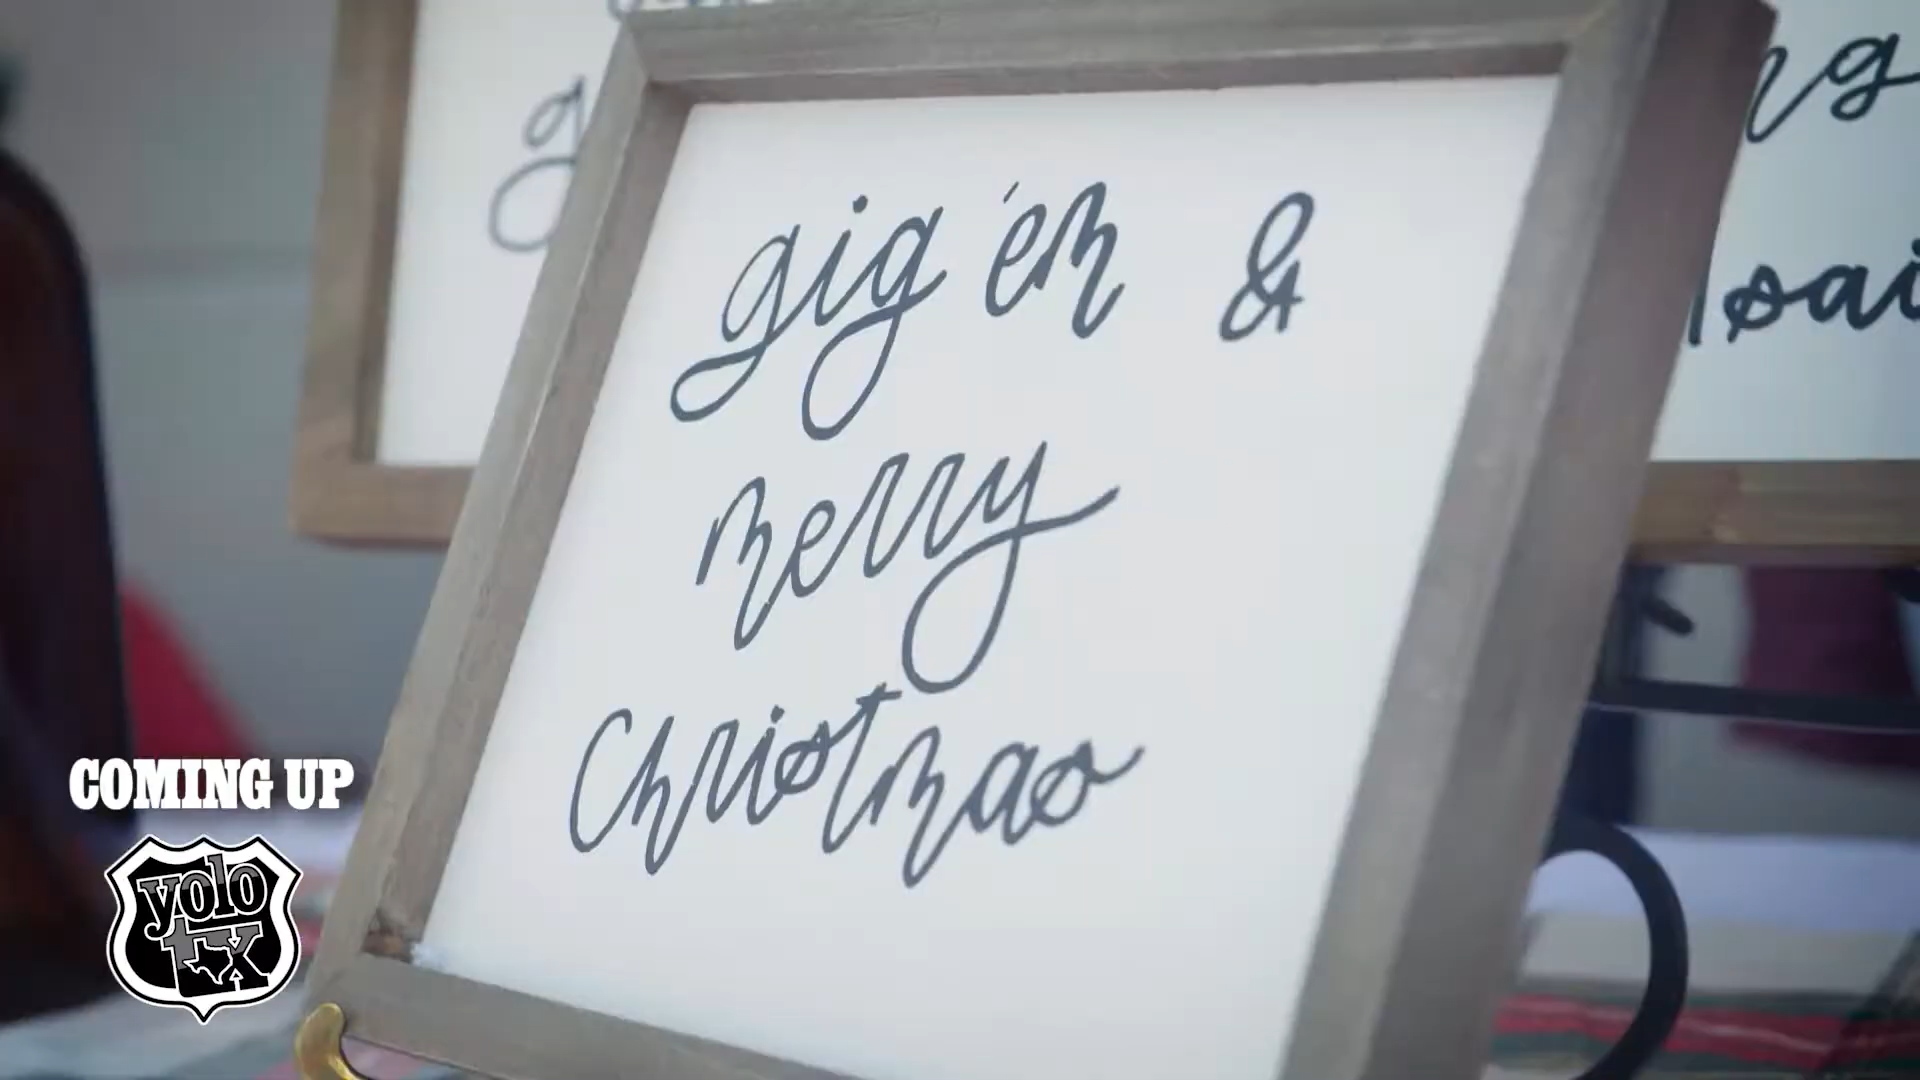 gig 'em &
merry
Christmas
COMING UP
yolo
tx